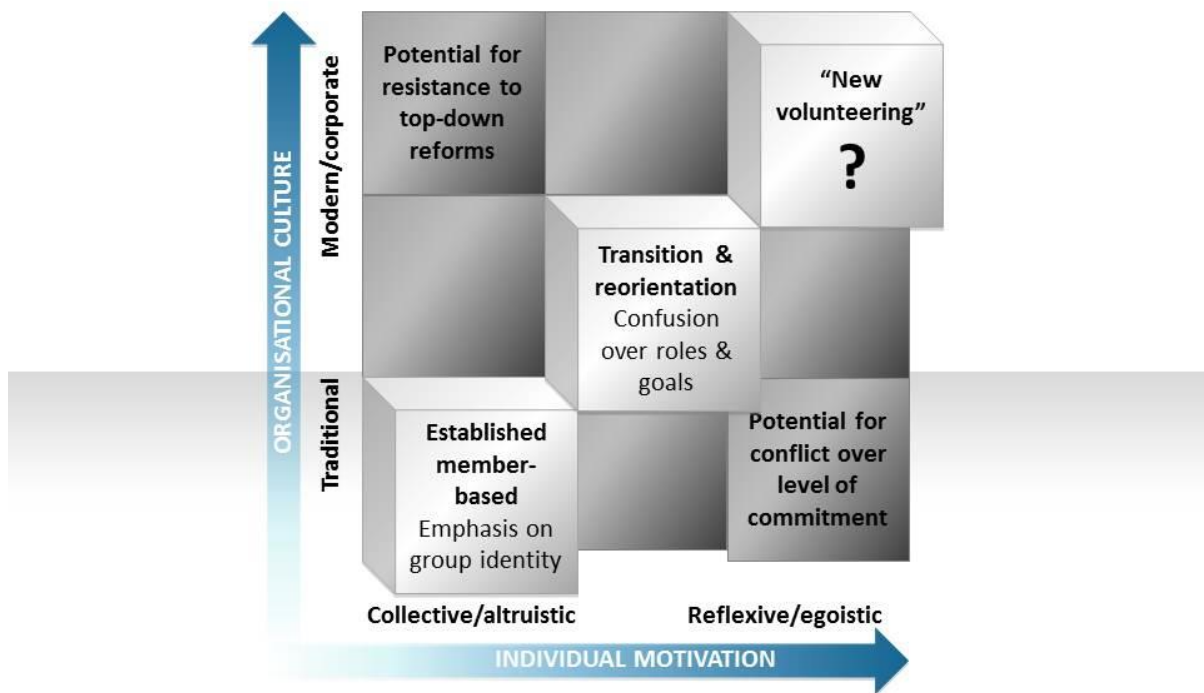 Potential for
resistance to
top-down
reforms
“New
volunteering”
?
Transition &
reorientation
Confusion
over roles &
goals
Established
member-
based
Emphasis on
group identity
Potential for
conflict over
level of
commitment
ORGANISATIONAL CULTURE
Modern/corporate
Traditional
Collective/altruistic
Reflexive/egoistic
INDIVIDUAL MOTIVATION